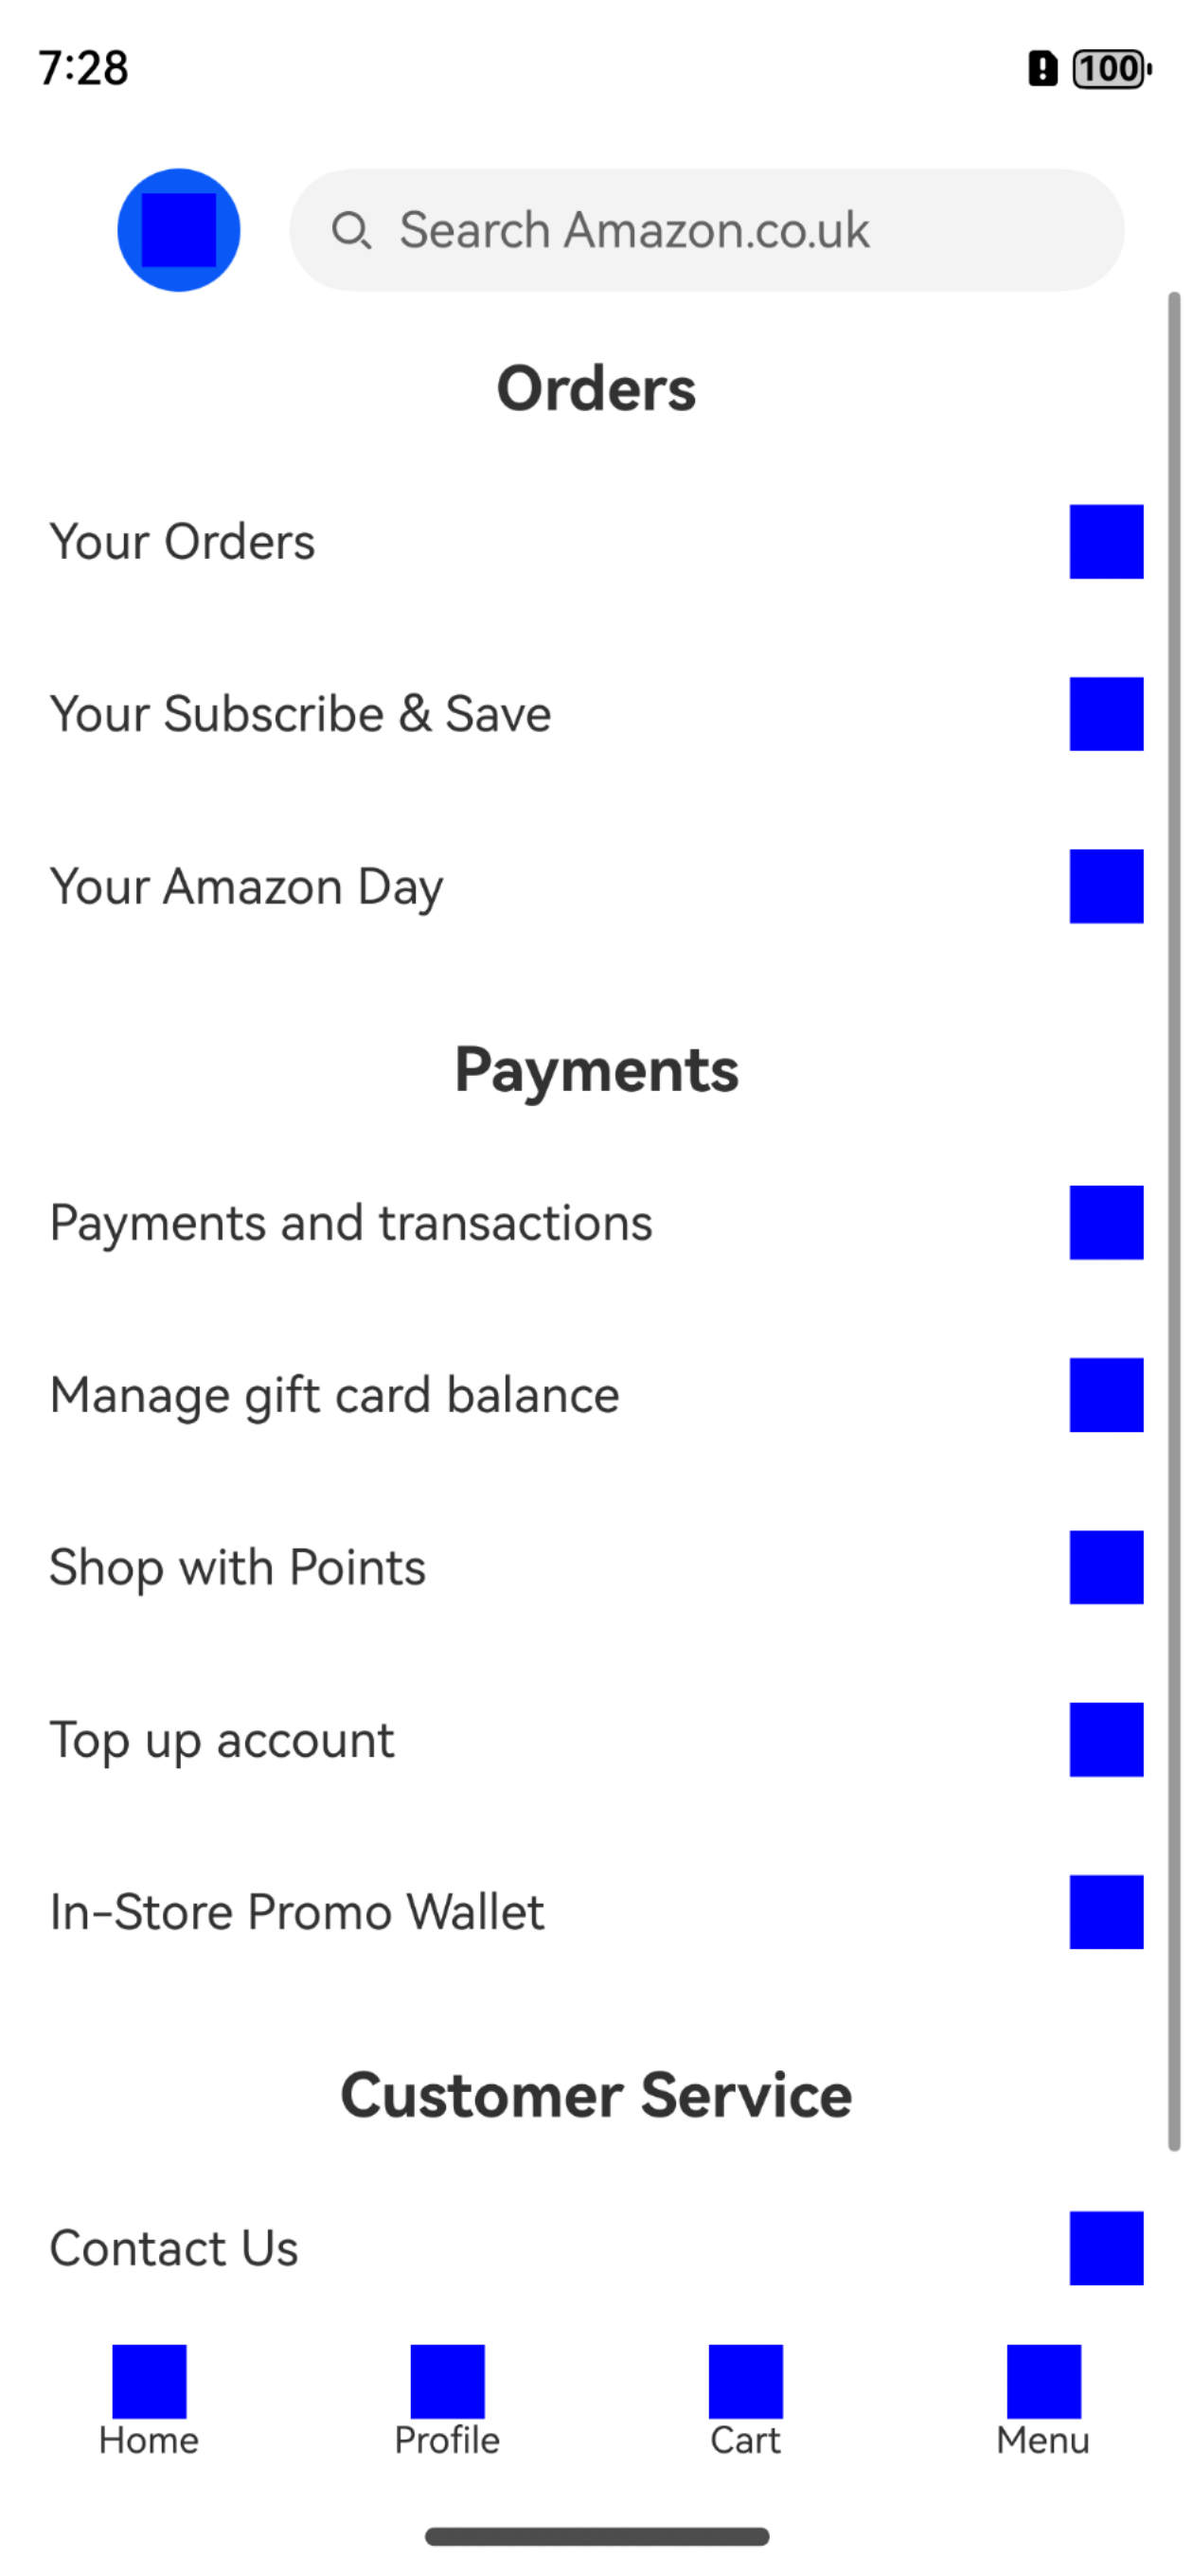 7:28
100
Search Amazon.co.uk
Orders
Your Orders
Your Subscribe & Save
Your Amazon Day
Payments
Payments and transactions
Manage gift card balance
Shop with Points
Top up account
In-Store Promo Wallet
Customer Service
Contact Us
Home Profile Cart Menu